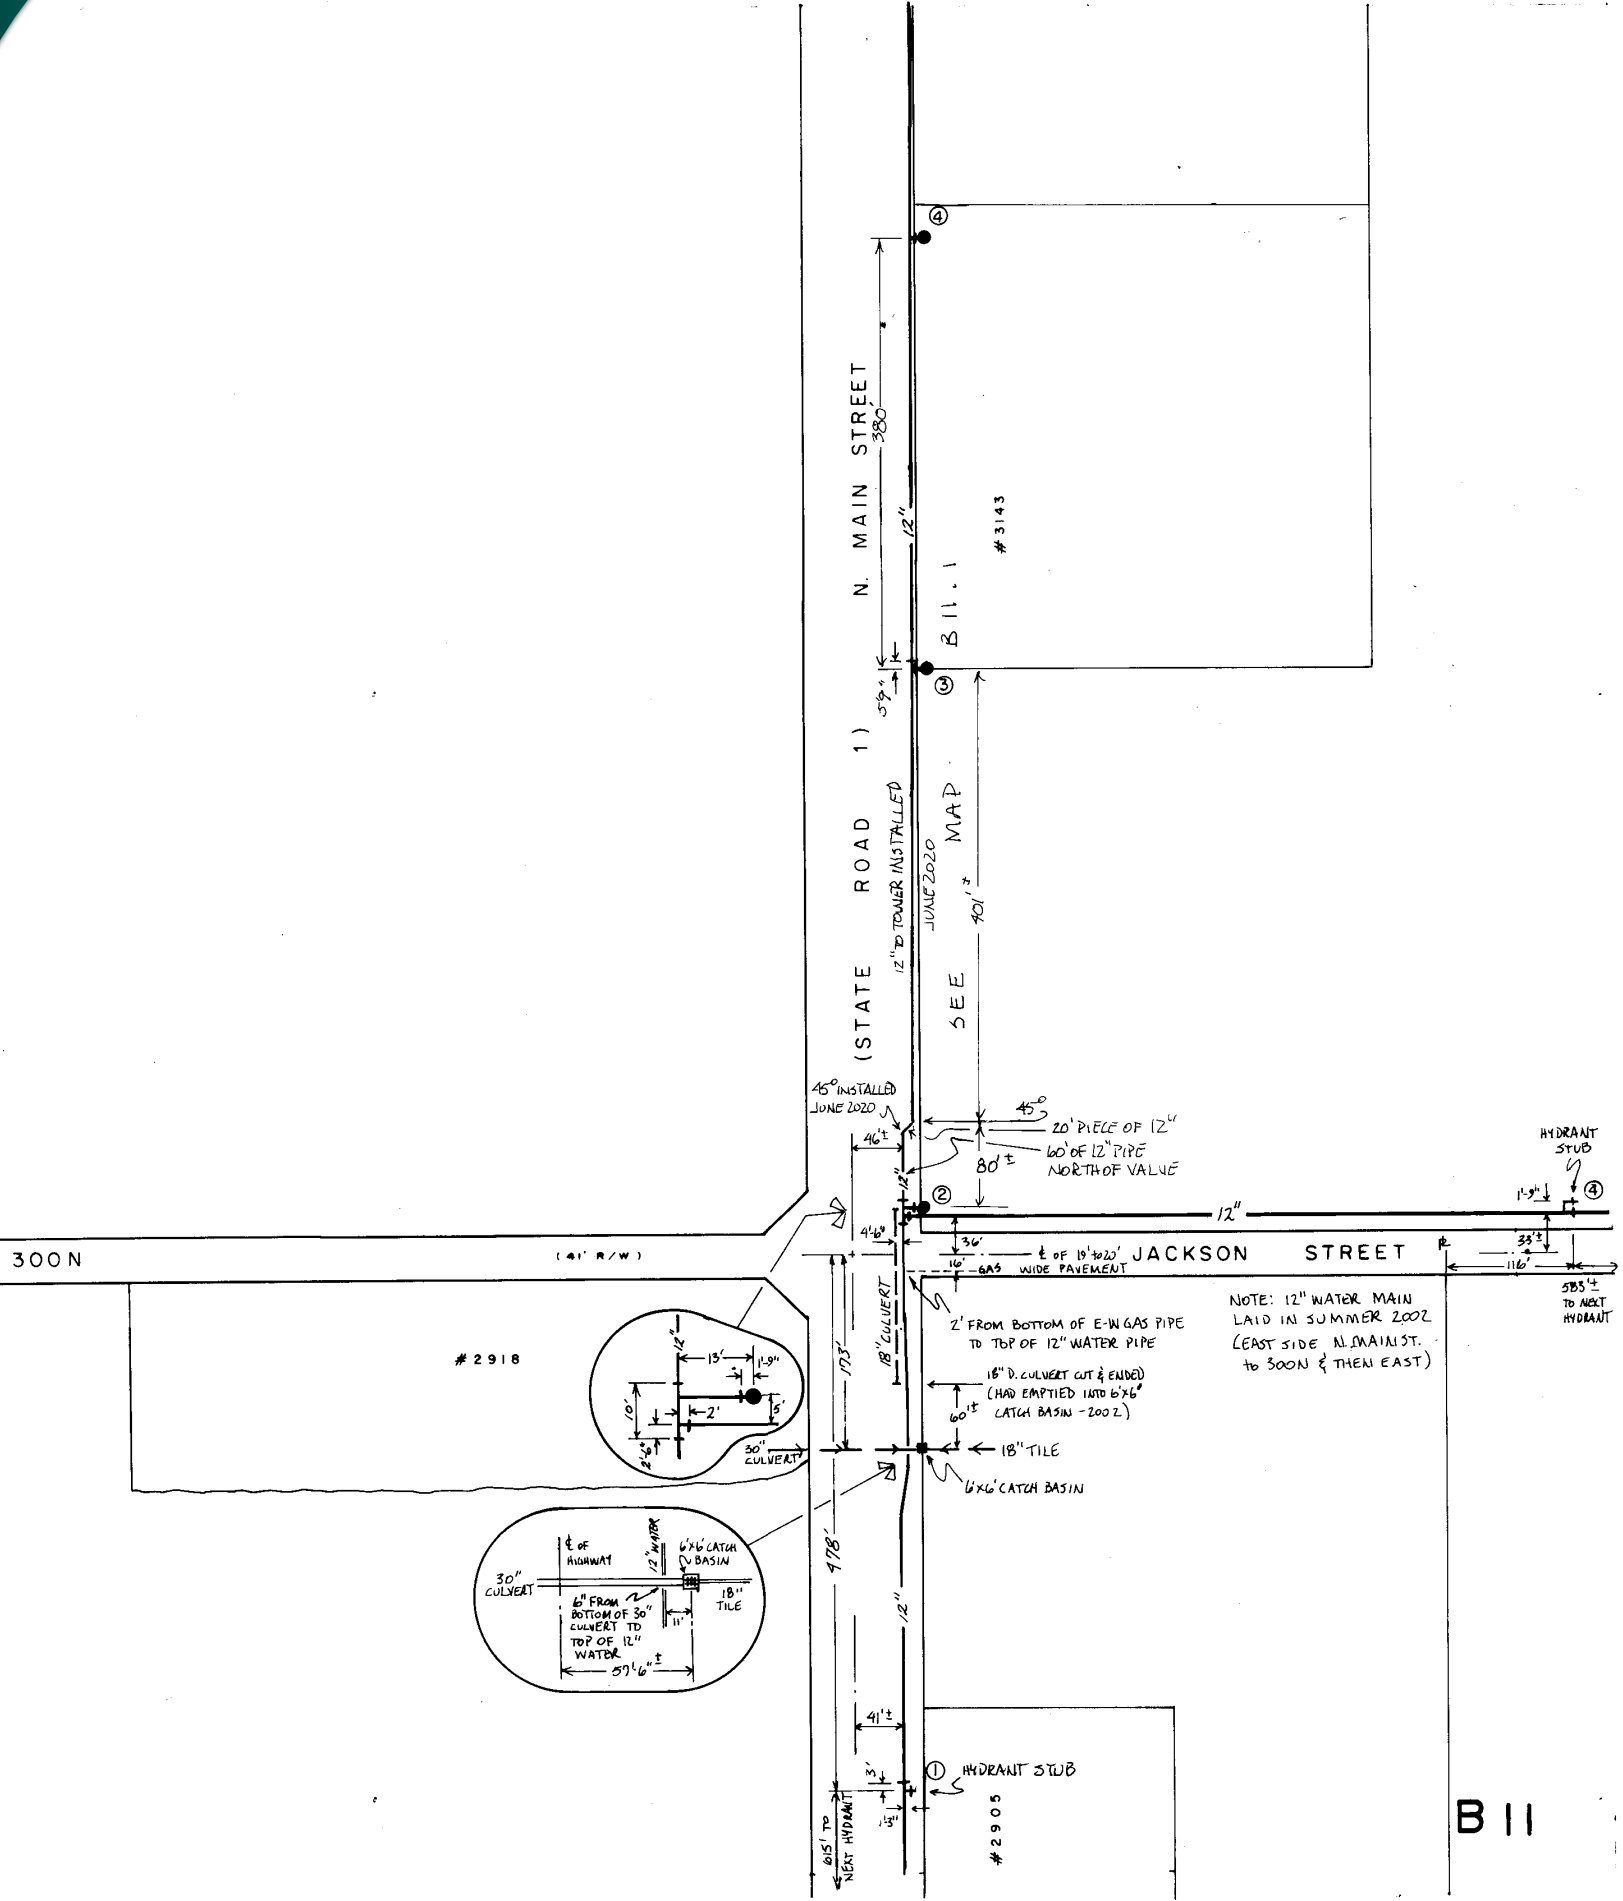 ④
N. MAIN STREET
380'
12"
# 3143
B 11.1
③
5'9"
(STATE ROAD 1)
12" TO TOWER INSTALLED
JUNE 2020
SEE MAP
401' ±
45° INSTALLED
JUNE 2020
45°
46' ±
20' PIECE OF 12"
60' OF 12" PIPE
NORTH OF VALUE
80' ±
12"
②
HYDRANT
STUB
④
1'-9"
12"
4'-6"
36'
33' ±
300 N
(41' R/W)
℄ OF 19' TO 20'
WIDE PAVEMENT
JACKSON STREET
16'
GAS
116'
583' ±
TO NEXT
HYDRANT
18" CULVERT
2' FROM BOTTOM OF E-W GAS PIPE
TO TOP OF 12" WATER PIPE
NOTE: 12" WATER MAIN
LAID IN SUMMER 2002
(EAST SIDE N. MAIN ST.
to 300N & THEN EAST)
# 2918
12"
13'
1'-9"
10'
2'
5'
2'-6"
173'
18" D. CULVERT CUT & ENDED
(HAD EMPTIED INTO 6'X6'
CATCH BASIN - 2002)
60' ±
30"
CULVERT
18" TILE
6'X6' CATCH BASIN
478'
℄ OF
HIGHWAY
12" WATER
6'X6' CATCH
BASIN
30"
CULVERT
18"
TILE
6" FROM
BOTTOM OF 30"
CULVERT TO
TOP OF 12"
WATER
11'
57'-6" ±
12"
41' ±
3'
①
HYDRANT STUB
1'-3"
615' TO
NEXT HYDRANT
# 2905
B 11